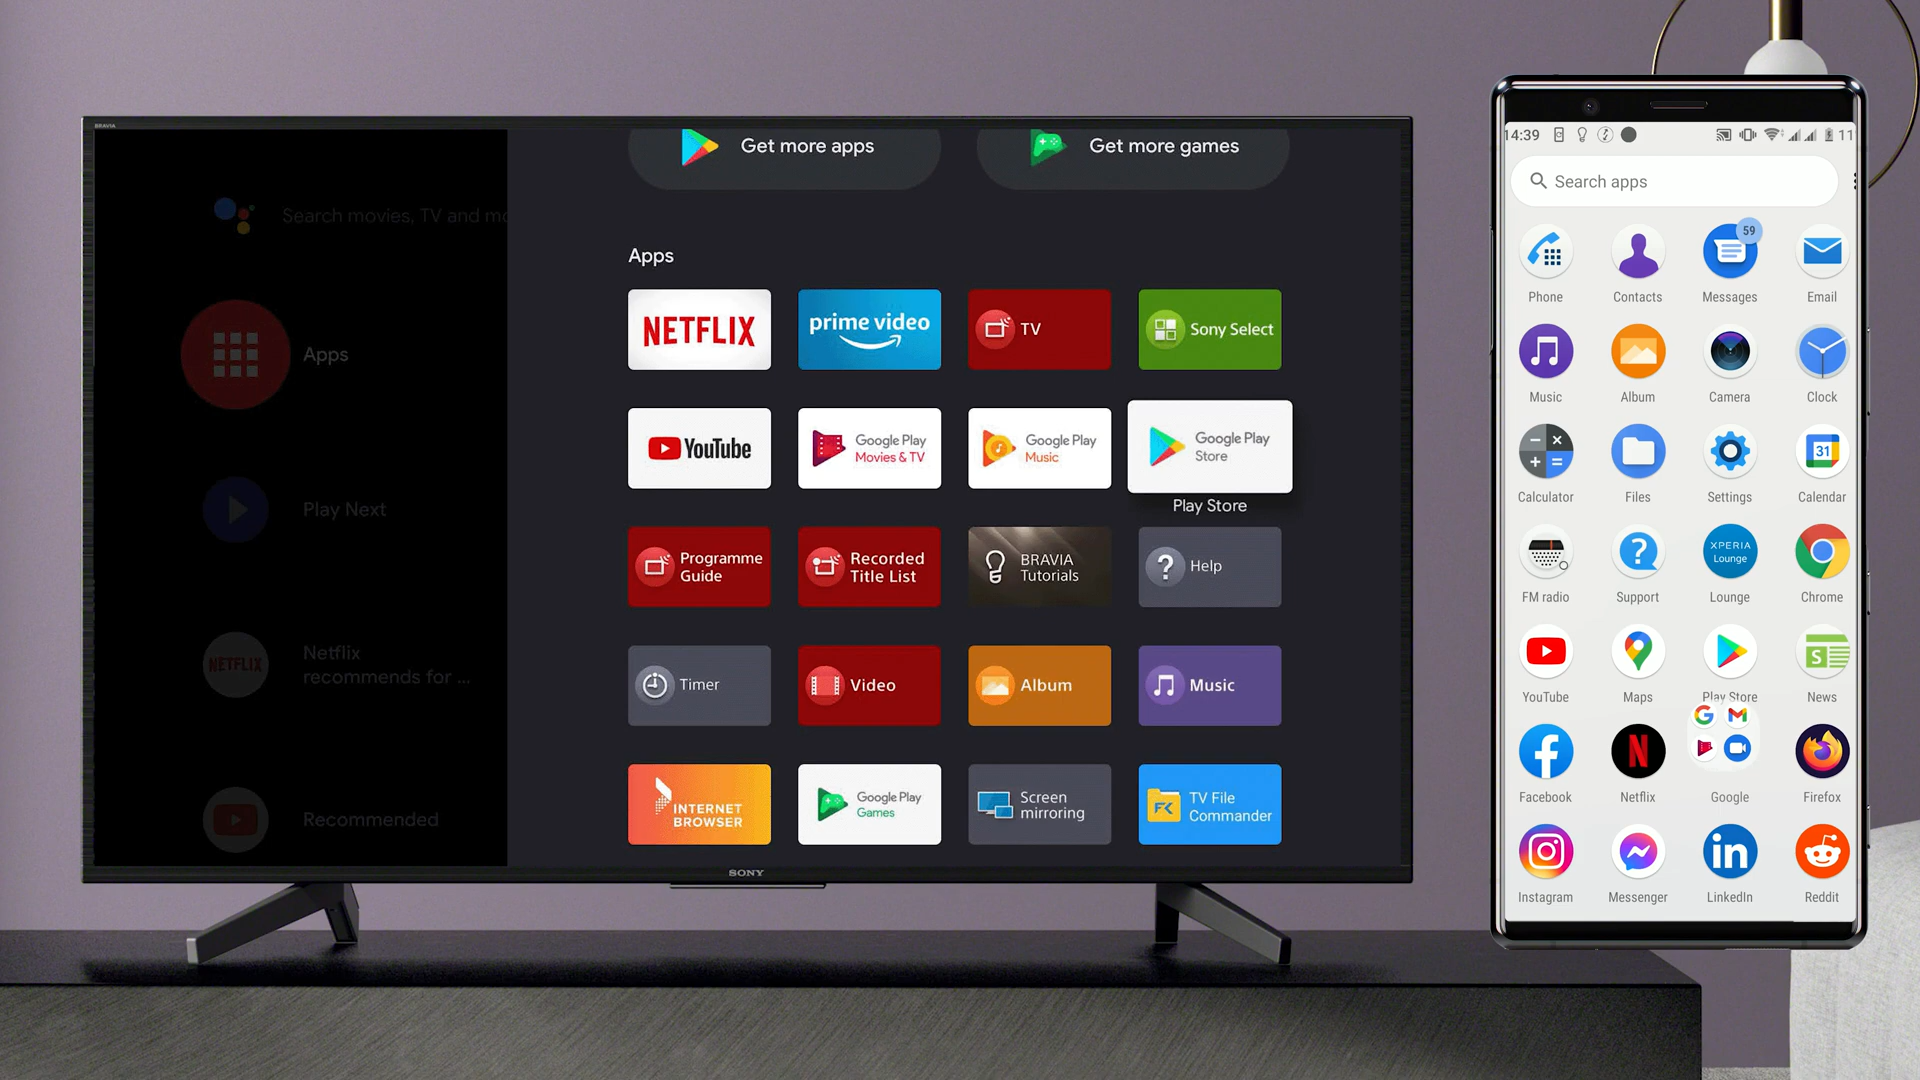 BRAVIA
Get more apps
Get more games
Search movies, TV and mo
Apps
Play Next
NETFLIX
Netflix
recommends for ...
Recommended
Apps
NETFLIX
prime video
TV
Sony Select
YouTube
Google Play
Movies & TV
Google Play
Music
Google Play
Store
Play Store
Programme
Guide
Recorded
Title List
BRAVIA
Tutorials
Help
Timer
Video
Album
Music
INTERNET
BROWSER
Google Play
Games
Screen
mirroring
TV File
Commander
SONY
14:39
11
Search apps
59
Phone
Contacts
Messages
Email
Music
Album
Camera
Clock
31
Calculator
Files
Settings
Calendar
XPERIA
Lounge
FM radio
Support
Lounge
Chrome
YouTube
Maps
Play Store
News
Facebook
Netflix
Google
Firefox
Instagram
Messenger
LinkedIn
Reddit